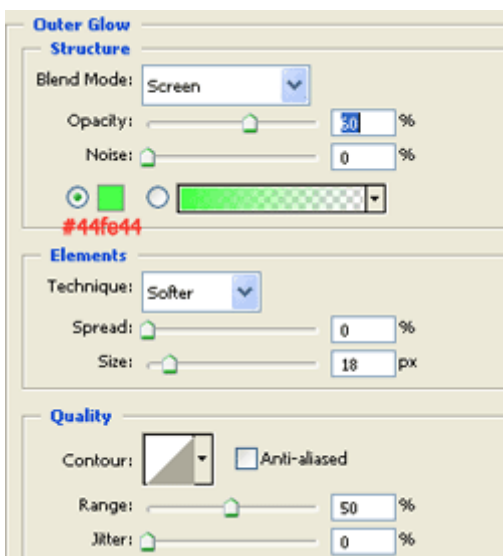 Outer Glow
Structure
Blend Mode: Screen
Opacity: 60 %
Noise: 0 %
#44fe44
Elements
Technique: Softer
Spread: 0 %
Size: 18 px
Quality
Contour: Anti-aliased
Range: 50 %
Jitter: 0 %